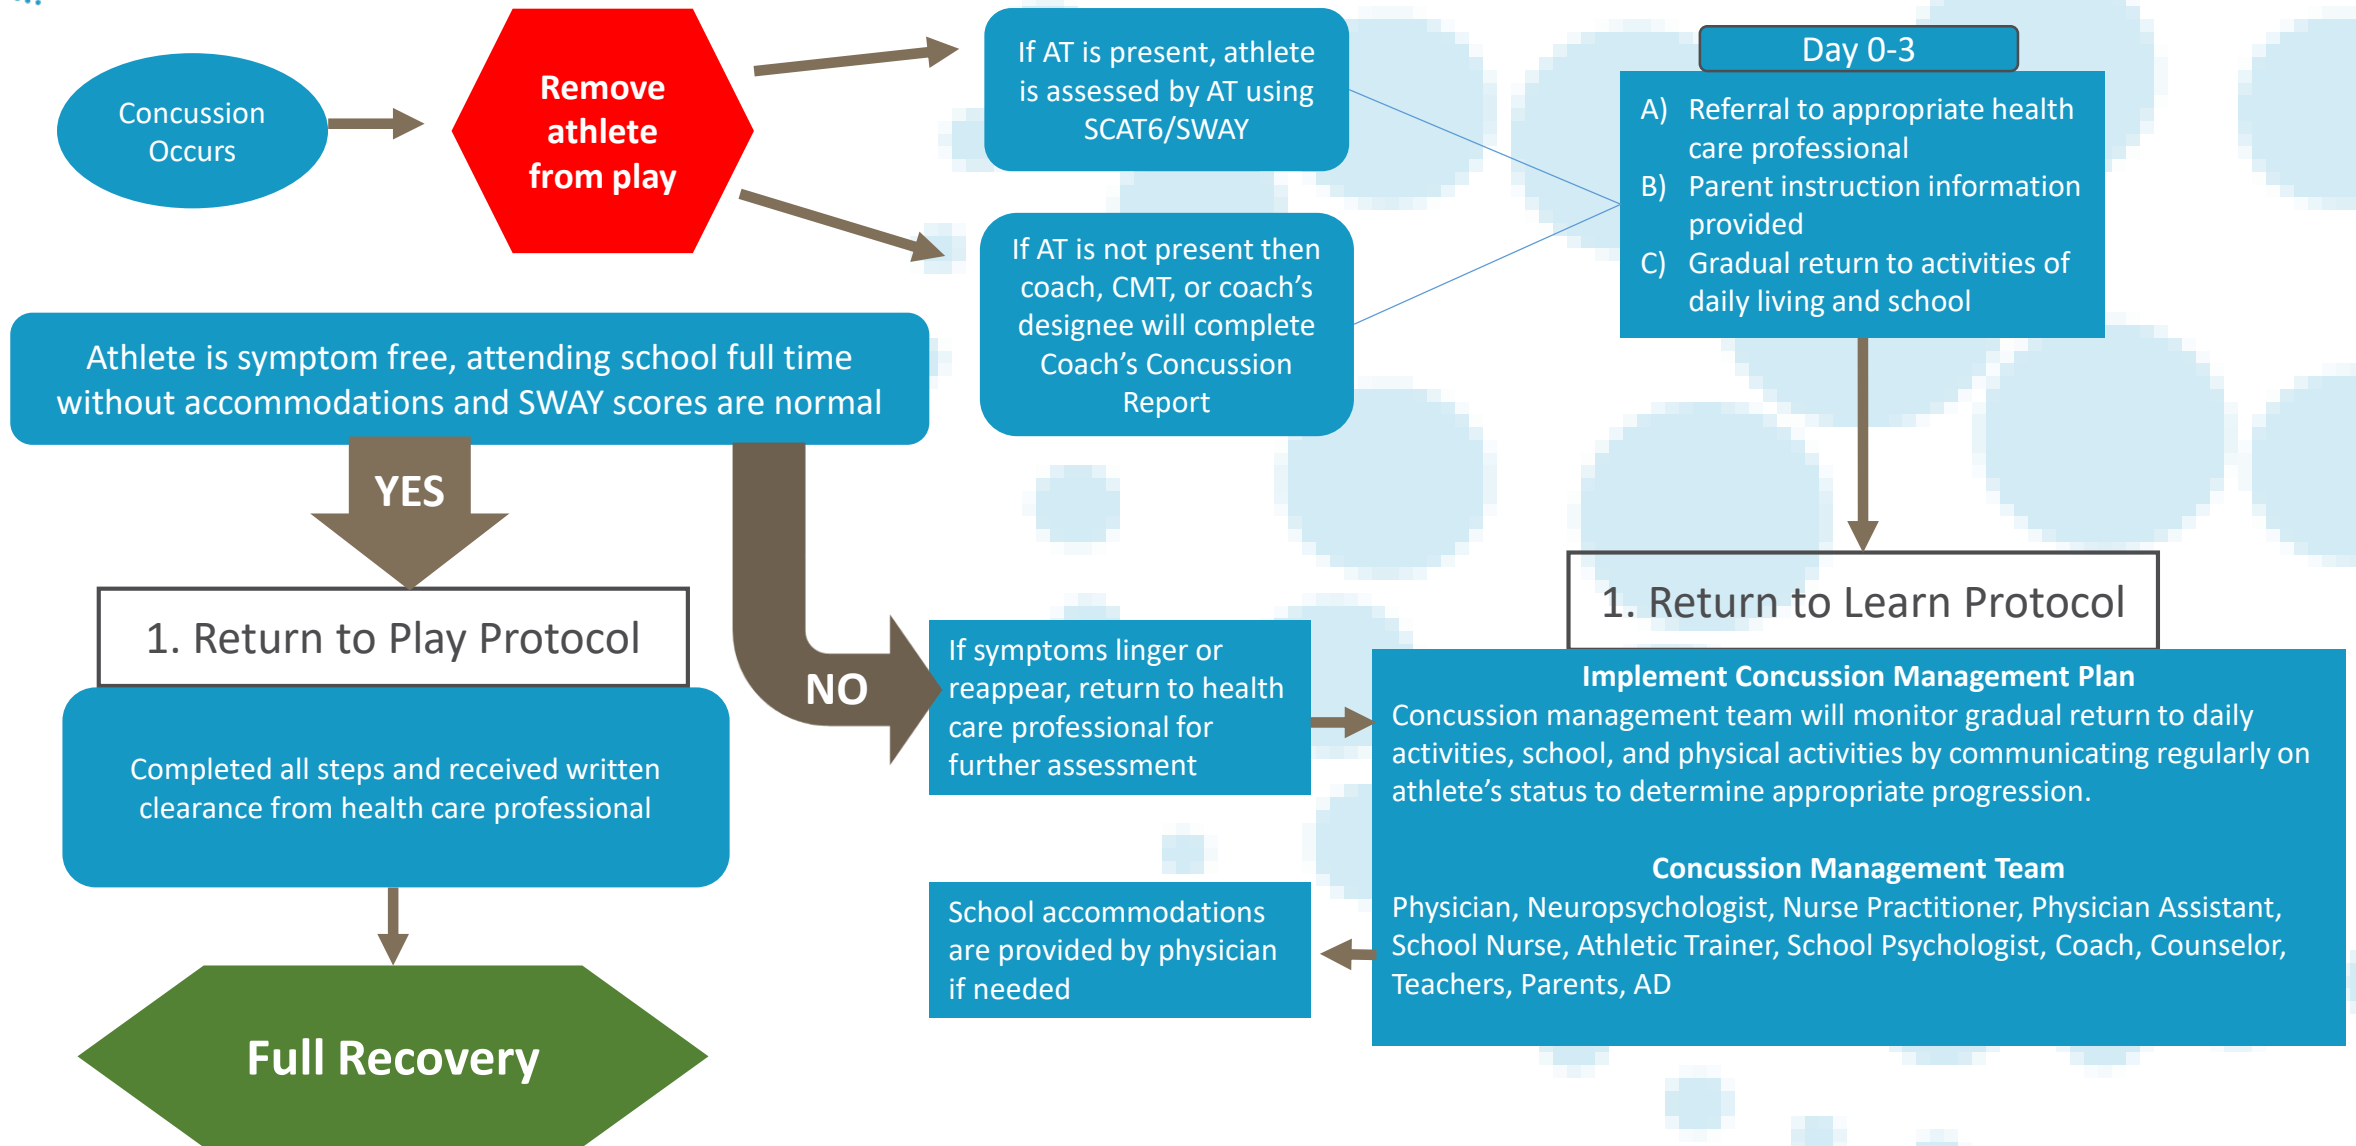 Concussion
Occurs
Remove
athlete
from play
If AT is present, athlete
is assessed by AT using
SCAT6/SWAY
If AT is not present then
coach, CMT, or coach’s
designee will complete
Coach’s Concussion
Report
Day 0-3
A) Referral to appropriate health
care professional
B) Parent instruction information
provided
C) Gradual return to activities of
daily living and school
Athlete is symptom free, attending school full time
without accommodations and SWAY scores are normal
YES
NO
1. Return to Play Protocol
Completed all steps and received written
clearance from health care professional
Full Recovery
If symptoms linger or
reappear, return to health
care professional for
further assessment
School accommodations
are provided by physician
if needed
1. Return to Learn Protocol
Implement Concussion Management Plan
Concussion management team will monitor gradual return to daily
activities, school, and physical activities by communicating regularly on
athlete’s status to determine appropriate progression.
Concussion Management Team
Physician, Neuropsychologist, Nurse Practitioner, Physician Assistant,
School Nurse, Athletic Trainer, School Psychologist, Coach, Counselor,
Teachers, Parents, AD